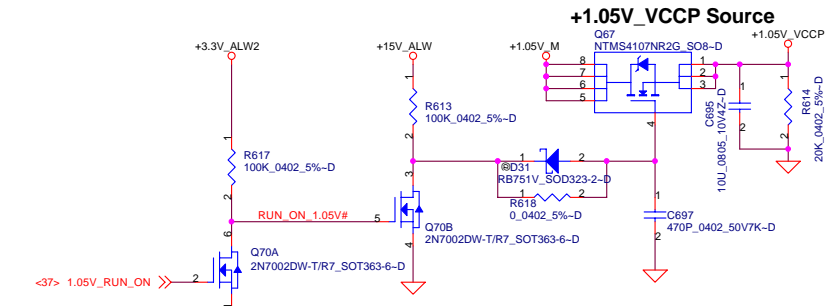 +1.05V_VCCP Source
+3.3V_ALW2
+15V_ALW
+1.05V_M
Q67
NTMS4107NR2G_SO8~D
+1.05V_VCCP
8
7
6
5
1
2
3
4
1
R613
100K_0402_5%~D
2
1
C695
10U_0805_10V4Z~D
2
1
R614
20K_0402_5%~D
2
1
R617
100K_0402_5%~D
2
3
1
@D31
2
RB751V_SOD323-2~D
1
R618
2
0_0402_5%~D
1
C697
470P_0402_50V7K~D
2
RUN_ON_1.05V#
5
Q70B
2N7002DW-T/R7_SOT363-6~D
4
6
Q70A
2N7002DW-T/R7_SOT363-6~D
<37> 1.05V_RUN_ON
2